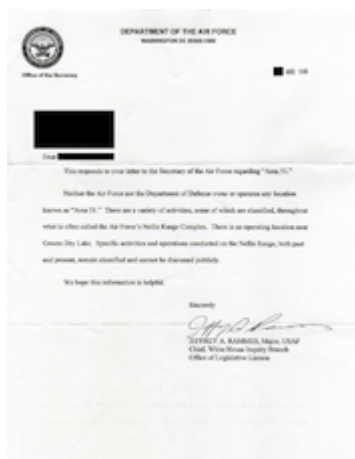 DEPARTMENT OF THE AIR FORCE
WASHINGTON DC
Office of the Secretary
Dear
This responds to your letter to the Secretary of the Air Force regarding "Area 51."
Neither the Air Force nor the Department of Defense owns or operates any location
known as "Area 51." There are a variety of activities, some of which are classified, throughout
what is often called the Air Force's Nellis Range Complex. There is an operating location near
Groom Dry Lake. Specific activities and operations conducted on the Nellis Range, both past
and present, remain classified and cannot be discussed publicly.
We hope this information is helpful.
Sincerely
JEFFREY A. RAMMES, Major, USAF
Chief, White House Inquiry Branch
Office of Legislative Liaison